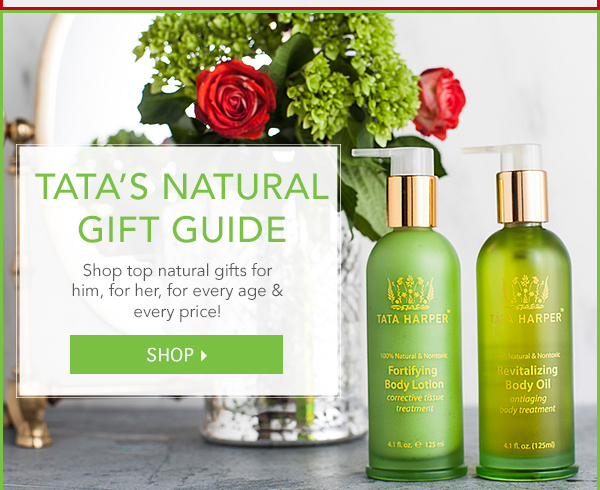 TATA'S NATURAL
GIFT GUIDE
Shop top natural gifts for
him, for her, for every age &
every price!
SHOP
TATA HARPER™
100% Natural & Nontoxic
Fortifying
Body Lotion
corrective tissue
treatment
4.1 fl. oz. ℮ 125 ml
TATA HARPER™
Natural & Nontoxic
Revitalizing
Body Oil
antiaging
body treatment
4.1 fl. oz. (125ml)